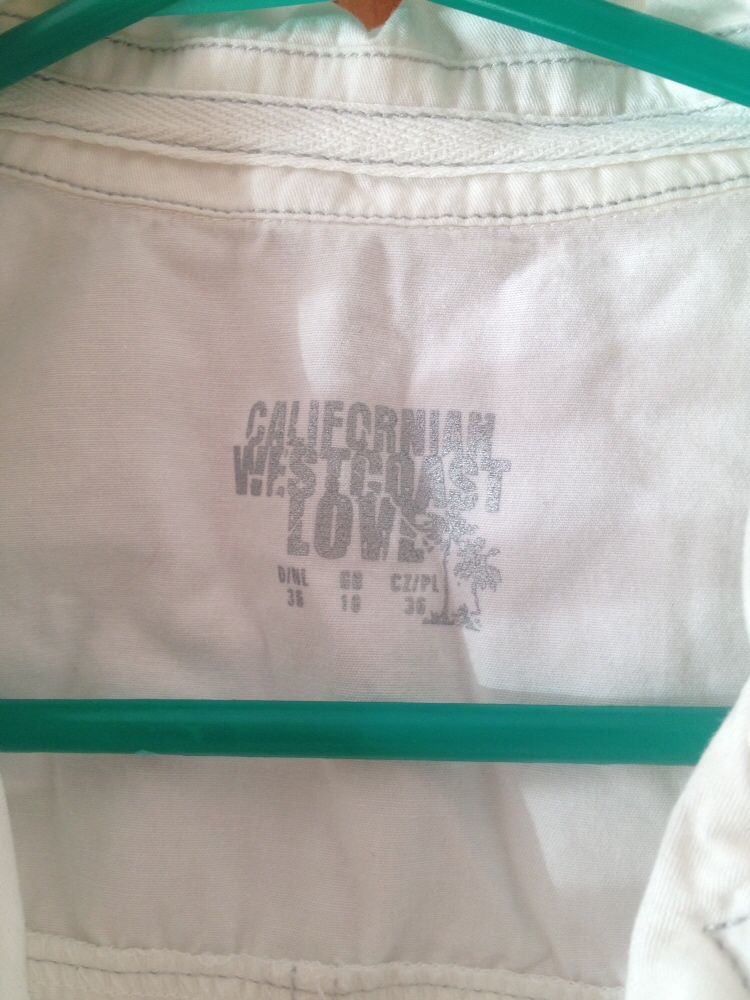 CALIFORNIAN
WESTCOAST
LOVE
D/NL GB CZ/PL
38 10 36